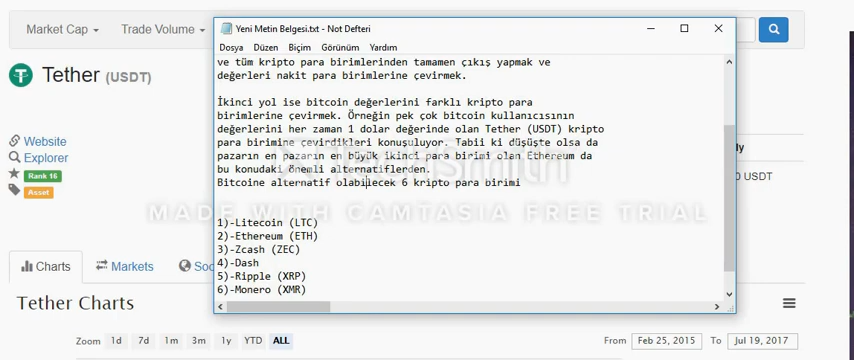 Market Cap
Trade Volume
Tether (USDT)
Website
Explorer
Rank 16
Asset
Charts
Markets
Soc
Tether Charts
Zoom 1d 7d 1m 3m 1y YTD ALL
From Feb 25, 2015 To Jul 19, 2017
0 USDT
Yeni Metin Belgesi.txt - Not Defteri
Dosya Düzen Biçim Görünüm Yardım
ve tüm kripto para birimlerinden tamamen çıkış yapmak ve
değerleri nakit para birimlerine çevirmek.
İkinci yol ise bitcoin değerlerini farklı kripto para
birimlerine çevirmek. Örneğin pek çok bitcoin kullanıcısının
değerlerini her zaman 1 dolar değerinde olan Tether (USDT) kripto
para birimine çevirdikleri konuşuluyor. Tabii ki düşüşte olsa da
pazarın en pazarın en büyük ikinci para birimi olan Ethereum da
bu konudaki önemli alternatiflerden.
Bitcoine alternatif olabilecek 6 kripto para birimi
1)-Litecoin (LTC)
2)-Ethereum (ETH)
3)-Zcash (ZEC)
4)-Dash
5)-Ripple (XRP)
6)-Monero (XMR)
TechSmith
MADE WITH CAMTASIA FREE TRIAL